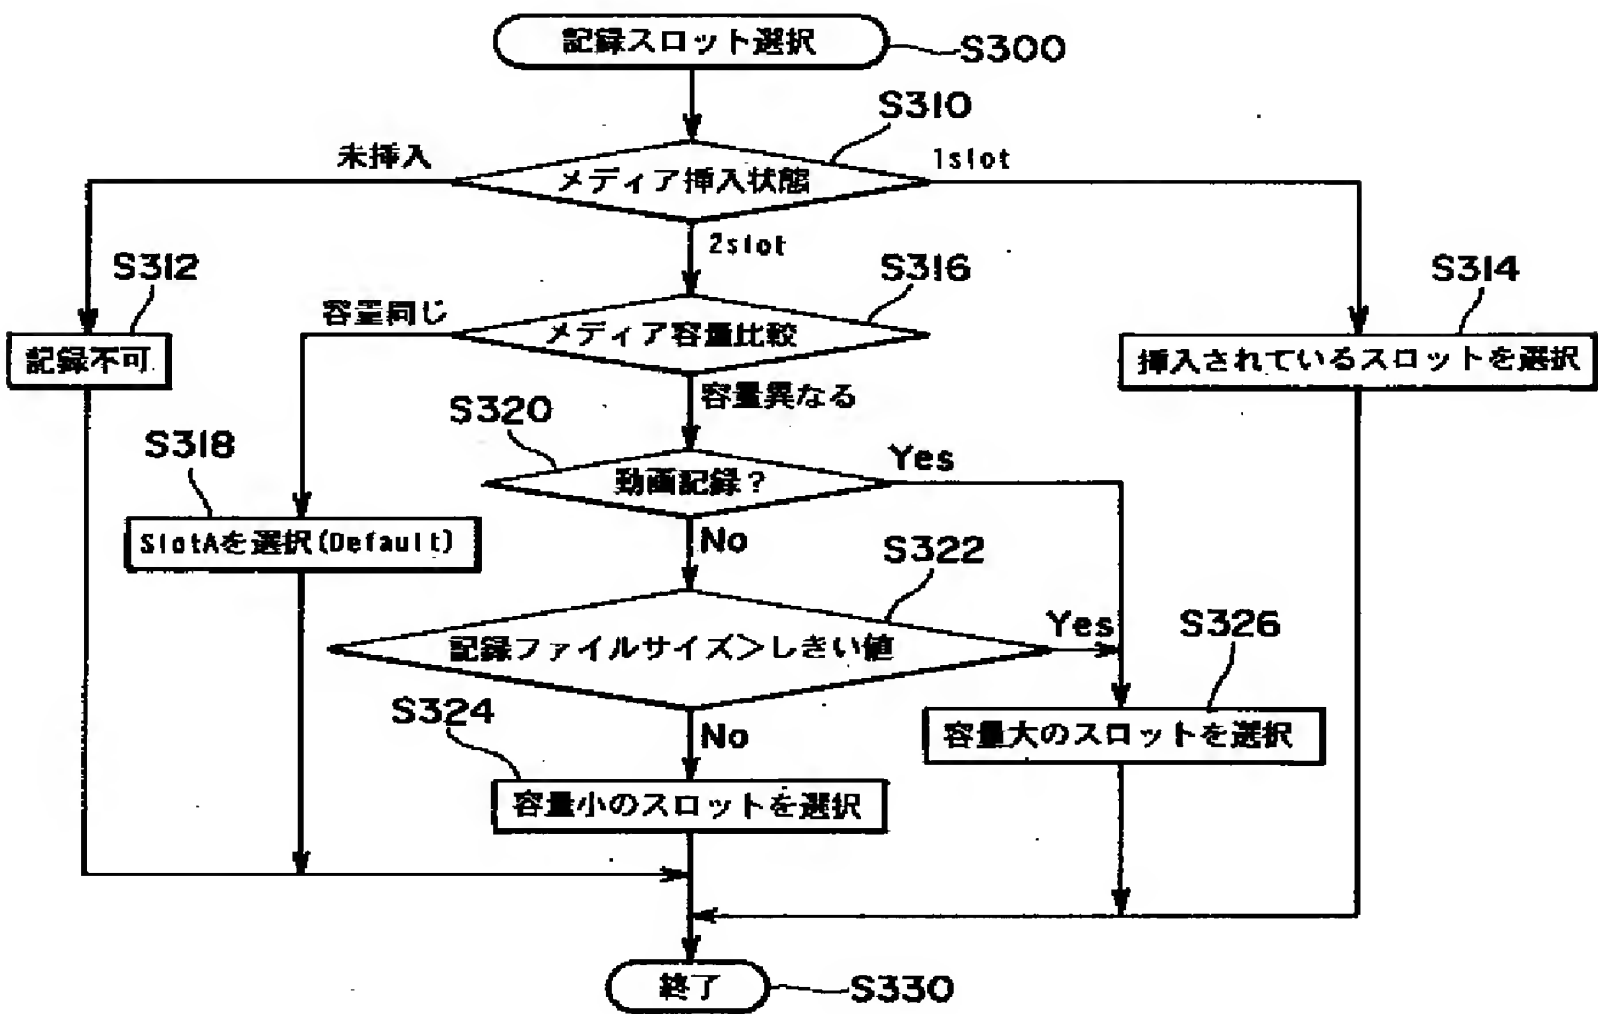 記録スロット選択
S300
S310
未挿入
メディア挿入状態
1slot
2slot
S312
S316
S314
容量同じ
メディア容量比較
記録不可
挿入されているスロットを選択
容量異なる
S320
S318
動画記録?
Yes
SlotAを選択(Default)
No
S322
記録ファイルサイズ>しきい値
Yes
S326
S324
No
容量大のスロットを選択
容量小のスロットを選択
終了
S330